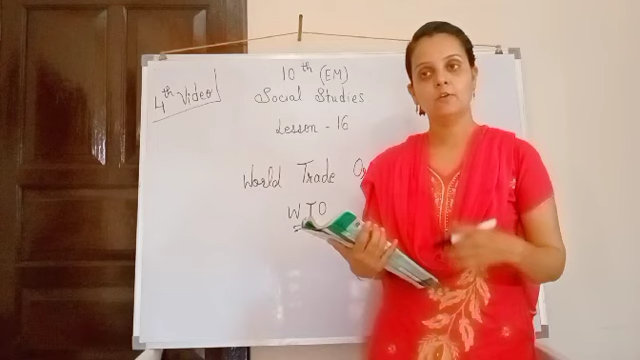 4th Video
10th (EM)
Social Studies
Lesson - 16
World Trade
WTO